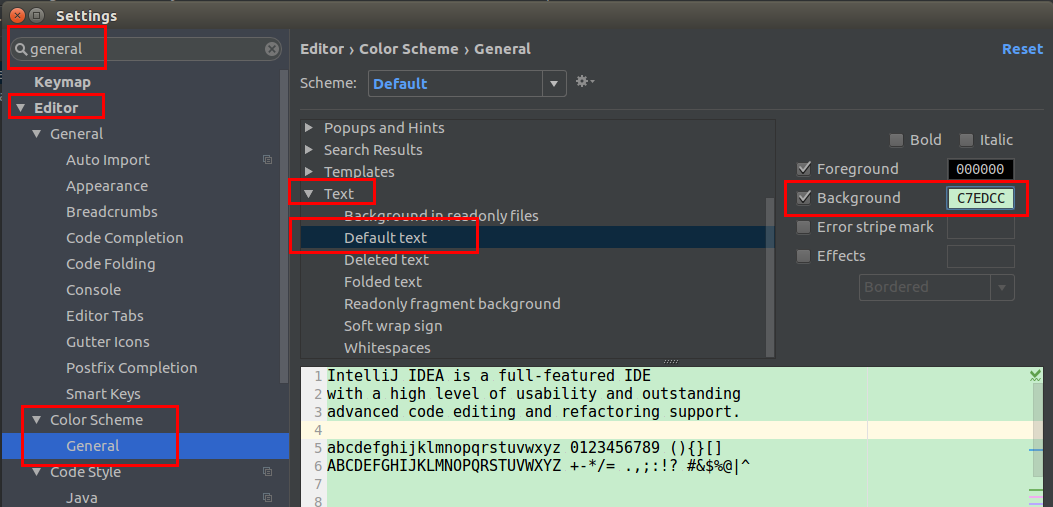 Settings
general
Keymap
Editor
General
Auto Import
Appearance
Breadcrumbs
Code Completion
Code Folding
Console
Editor Tabs
Gutter Icons
Postfix Completion
Smart Keys
Color Scheme
General
Code Style
Java
Editor › Color Scheme › General
Reset
Scheme: Default
Popups and Hints
Search Results
Templates
Text
Background in readonly files
Default text
Deleted text
Folded text
Readonly fragment background
Soft wrap sign
Whitespaces
Bold Italic
Foreground 000000
Background C7EDCC
Error stripe mark
Effects
Bordered
1 IntelliJ IDEA is a full-featured IDE
2 with a high level of usability and outstanding
3 advanced code editing and refactoring support.
4
5 abcdefghijklmnopqrstuvwxyz 0123456789 (){}[]
6 ABCDEFGHIJKLMNOPQRSTUVWXYZ +-*/= .,;:!? #&$%@|^
7
8